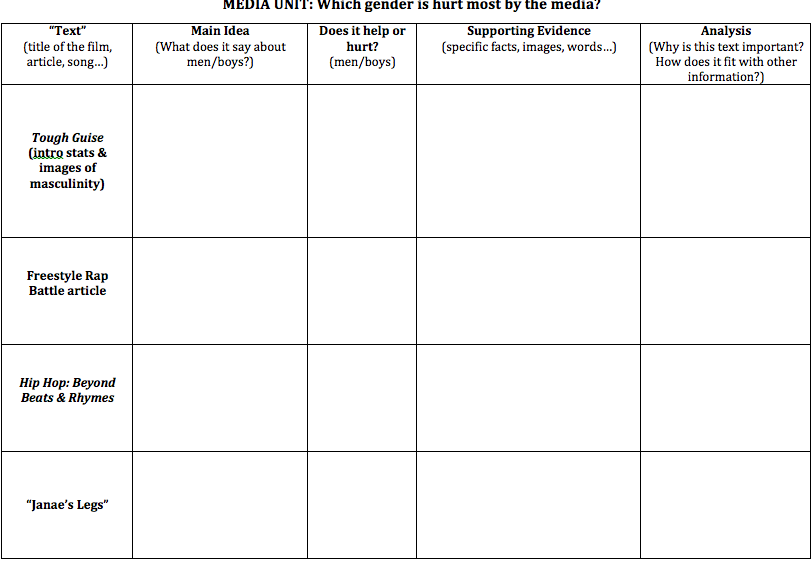 MEDIA UNIT: Which gender is hurt most by the media?
“Text”
(title of the film,
article, song…)
Main Idea
(What does it say about
men/boys?)
Does it help or
hurt?
(men/boys)
Supporting Evidence
(specific facts, images, words…)
Analysis
(Why is this text important?
How does it fit with other
information?)
Tough Guise
(intro stats &
images of
masculinity)
Freestyle Rap
Battle article
Hip Hop: Beyond
Beats & Rhymes
“Janae’s Legs”